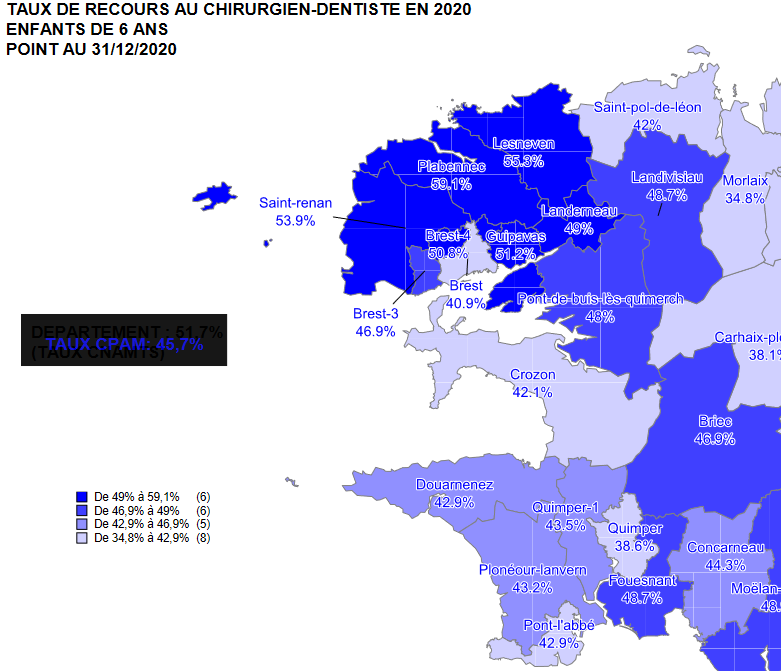 TAUX DE RECOURS AU CHIRURGIEN-DENTISTE EN 2020
ENFANTS DE 6 ANS
POINT AU 31/12/2020
Saint-pol-de-léon
42%
Lesneven
55.3%
Plabennec
59.1%
Landivisiau
48.7%
Morlaix
34.8%
Saint-renan
53.9%
Landerneau
49%
Brest-4
50.8%
Guipavas
51.2%
Brest
40.9%
Pont-de-buis-lès-quimerch
48%
Brest-3
46.9%
DEPARTEMENT : 51,7%
TAUX CPAM: 45,7%
(TAUX CNAMTS)
Carhaix-pl
38.1%
Crozon
42.1%
Briec
46.9%
De 49% à 59,1% (6)
De 46,9% à 49% (6)
De 42,9% à 46,9% (5)
De 34,8% à 42,9% (8)
Douarnenez
42.9%
Quimper-1
43.5%
Quimper
38.6%
Concarneau
44.3%
Plonéour-lanvern
43.2%
Fouesnant
48.7%
Moëlan-
48.
Pont-l'abbé
42.9%